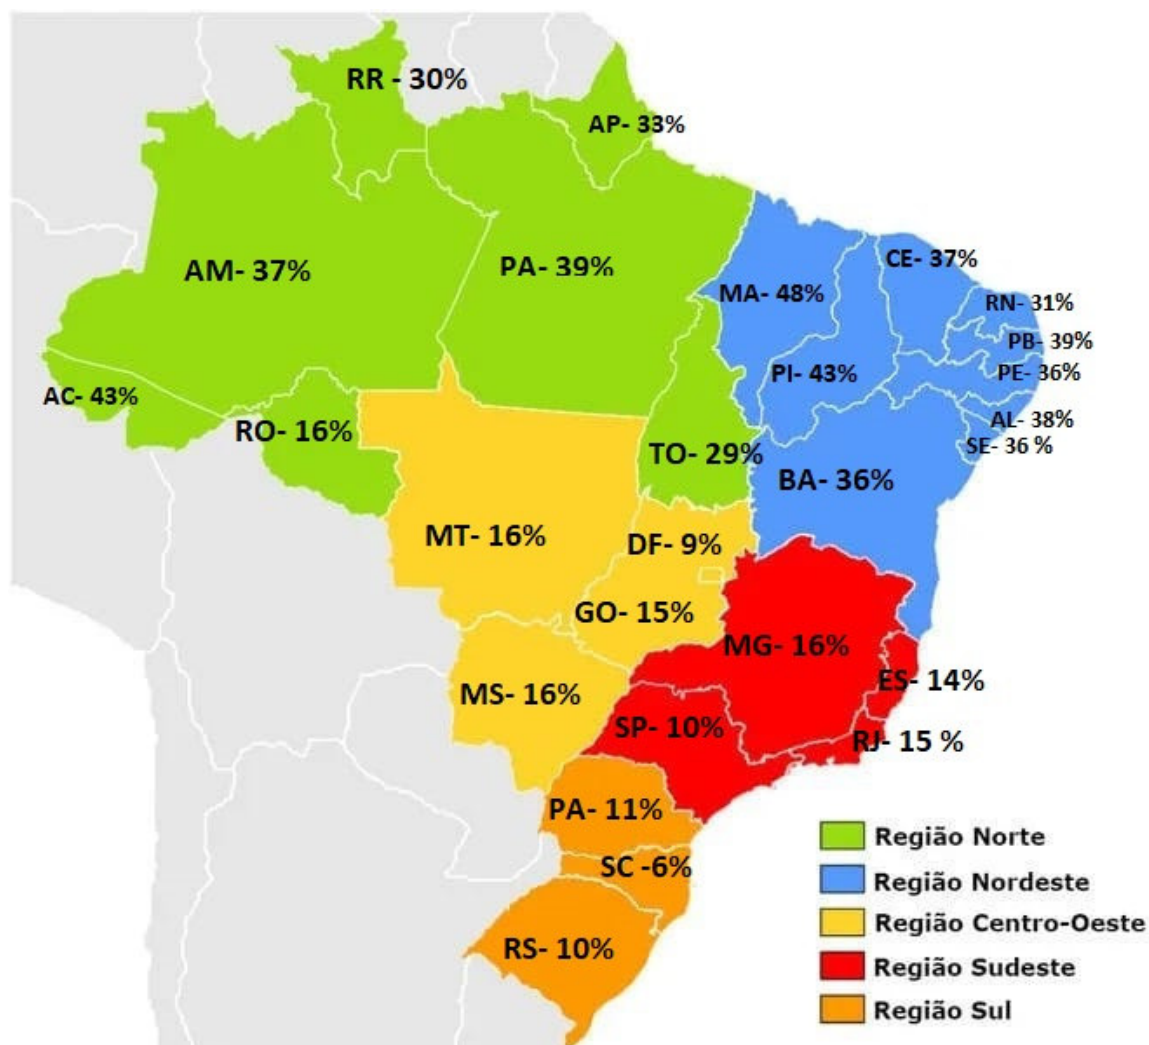 RR - 30%
AP- 33%
AM- 37%
PA- 39%
CE- 37%
MA- 48%
RN- 31%
PB- 39%
PI- 43%
PE- 36%
AC- 43%
AL- 38%
RO- 16%
SE- 36 %
TO- 29%
BA- 36%
MT- 16%
DF- 9%
GO- 15%
MG- 16%
ES- 14%
MS- 16%
SP- 10%
RJ- 15 %
PA- 11%
SC -6%
RS- 10%
Região Norte
Região Nordeste
Região Centro-Oeste
Região Sudeste
Região Sul